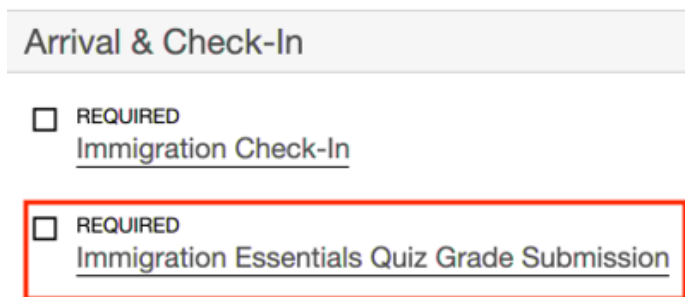 Arrival & Check-In
REQUIRED
Immigration Check-In
REQUIRED
Immigration Essentials Quiz Grade Submission